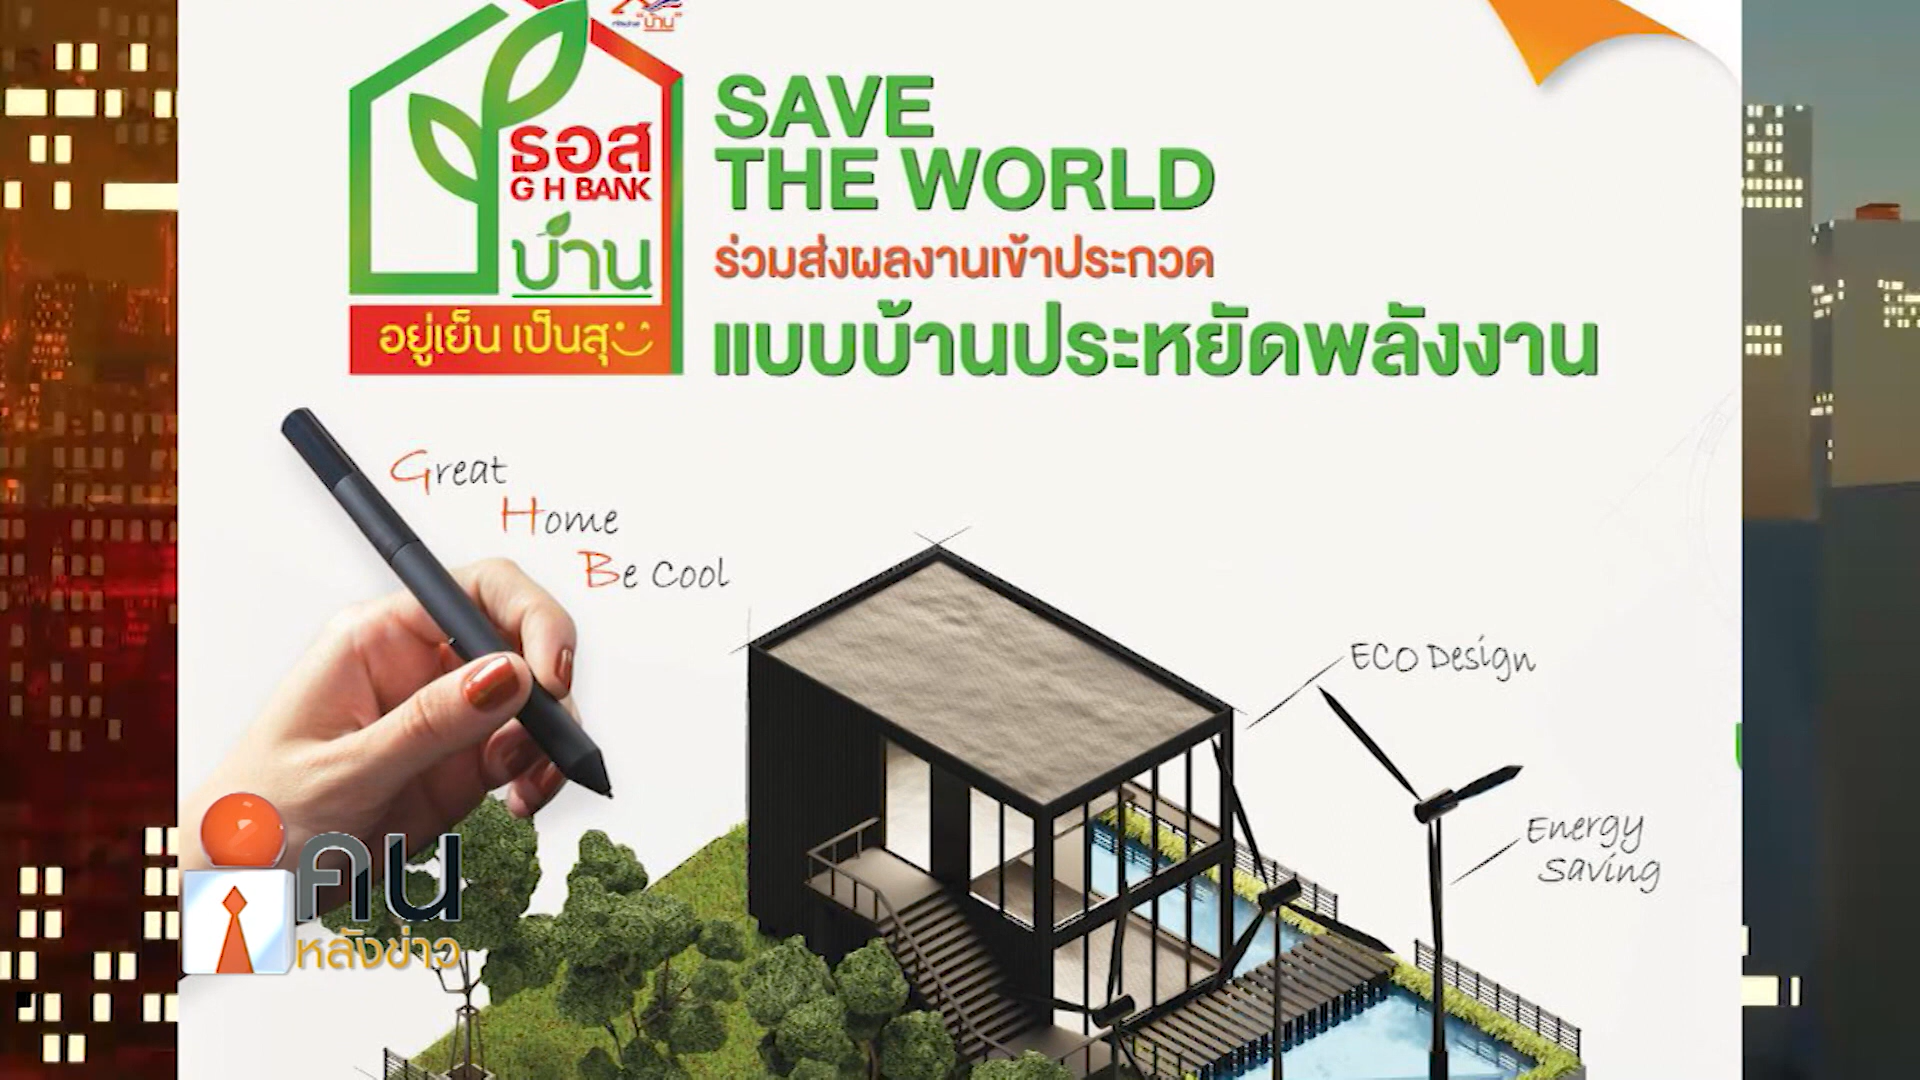 "บ้าน"
ธอส
G H BANK
บ้าน
อยู่เย็น เป็นสุ
SAVE
THE WORLD
ร่วมส่งผลงานเข้าประกวด
แบบบ้านประหยัดพลังงาน
Great
Home
Be Cool
ECO Design
Energy
Saving
คน
หลังข่าว